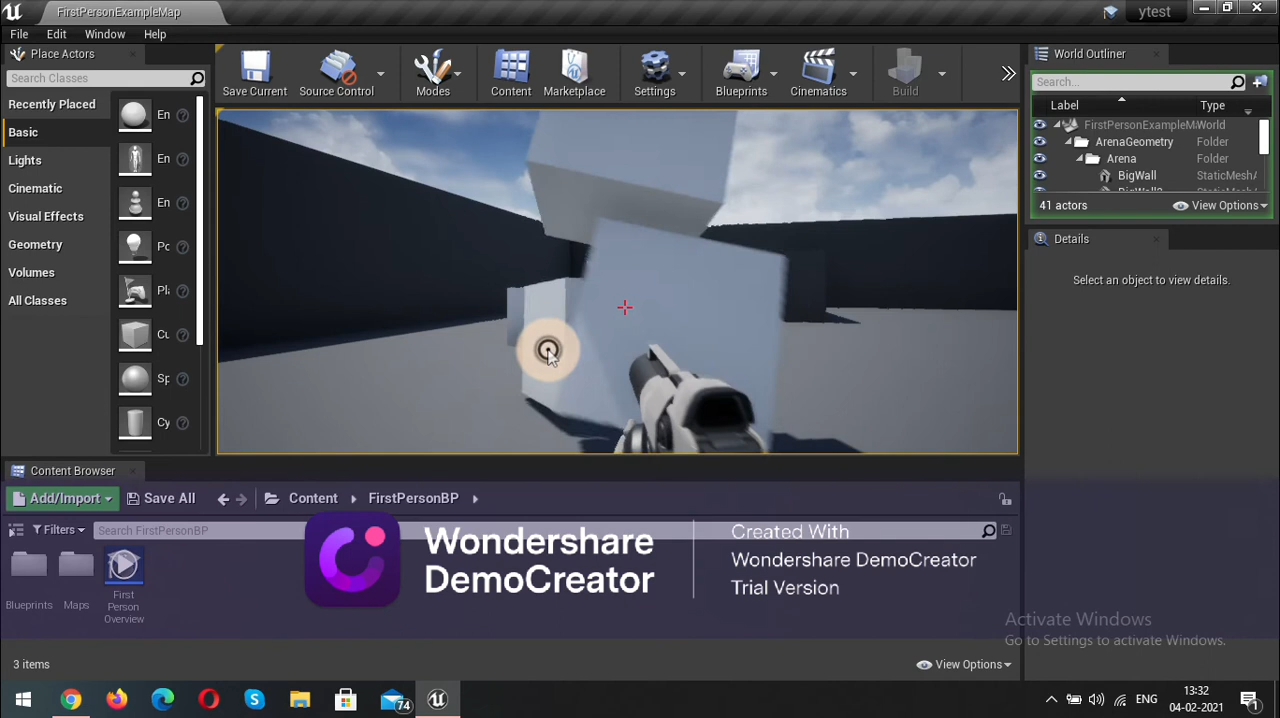 FirstPersonExampleMap
ytest
File Edit Window Help
Place Actors
Search Classes
Recently Placed
Basic
Lights
Cinematic
Visual Effects
Geometry
Volumes
All Classes
En
En
En
Pc
Pl
Cu
Sp
Cy
Save Current
Source Control
Modes
Content
Marketplace
Settings
Blueprints
Cinematics
Build
World Outliner
Search...
Label Type
FirstPersonExampleMa World
ArenaGeometry Folder
Arena Folder
BigWall StaticMesh
41 actors View Options
Details
Select an object to view details.
Content Browser
Add/Import Save All Content FirstPersonBP
Filters Search FirstPersonBP
Blueprints
Maps
First
Person
Overview
Wondershare
DemoCreator
Created With
Wondershare DemoCreator
Trial Version
Activate Windows
Go to Settings to activate Windows.
3 items View Options
74
ENG
13:32
04-02-2021
1